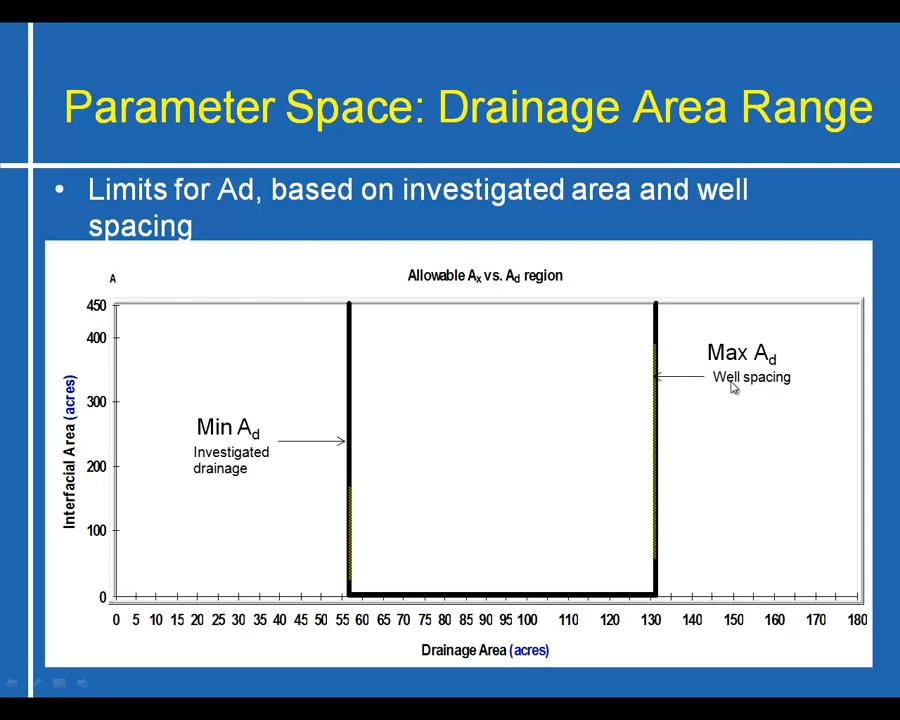 Parameter Space: Drainage Area Range
• Limits for Ad, based on investigated area and well
spacing
A
Allowable Ax vs. Ad region
450
400
300
200
100
0
Interfacial Area (acres)
Min Ad
Investigated
drainage
Max Ad
Well spacing
0 5 10 15 20 25 30 35 40 45 50 55 60 65 70 75 80 85 90 95 100 110 120 130 140 150 160 170 180
Drainage Area (acres)